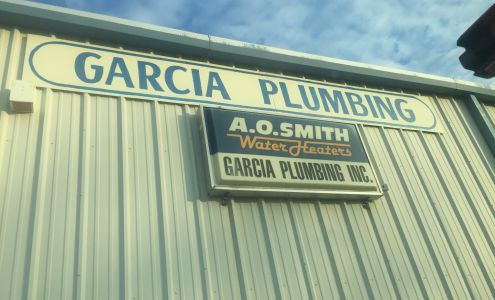 GARCIA PLUMBING
A.O.SMITH
Water Heaters
GARCIA PLUMBING INC.